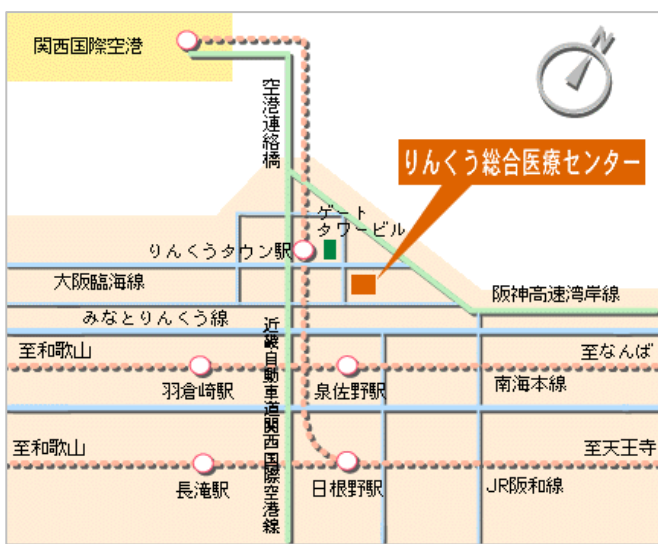 関西国際空港
N
空港連絡橋
りんくう総合医療センター
ゲート
タワービル
りんくうタウン駅
大阪臨海線
阪神高速湾岸線
みなとりんくう線
近畿自動車道関西国際空港線
至和歌山
至なんば
羽倉崎駅
泉佐野駅
南海本線
至和歌山
至天王寺
長滝駅
日根野駅
JR阪和線